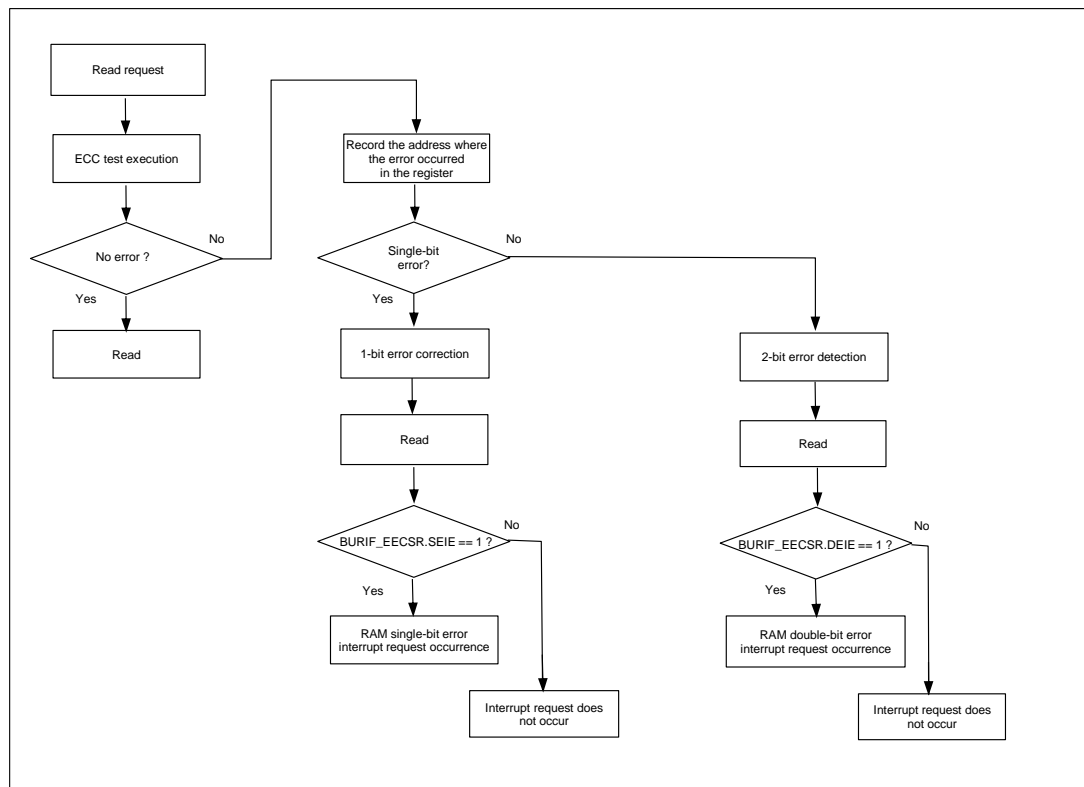 Read request
ECC test execution
No error ?
No
Yes
Read
Record the address where
the error occurred
in the register
Single-bit
error?
No
Yes
1-bit error correction
Read
BURIF_EECSR.SEIE == 1 ?
No
Yes
RAM single-bit error
interrupt request occurrence
Interrupt request does
not occur
2-bit error detection
Read
BURIF_EECSR.DEIE == 1 ?
No
Yes
RAM double-bit error
interrupt request occurrence
Interrupt request does
not occur